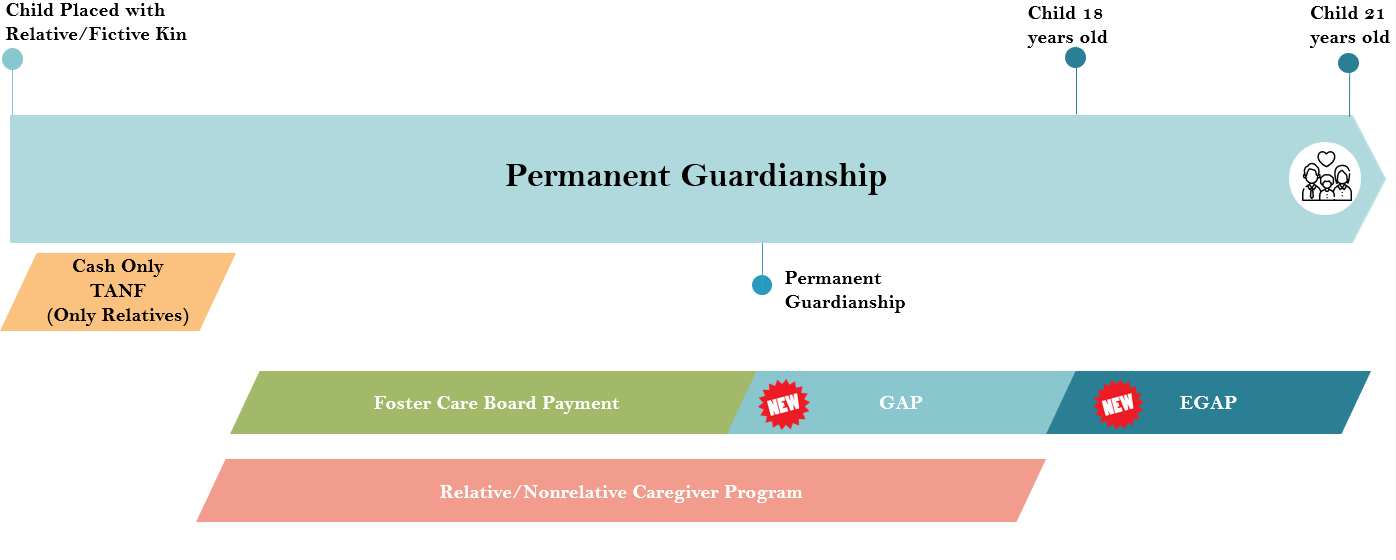 Child Placed with
Relative/Fictive Kin
Child 18
years old
Child 21
years old
Permanent Guardianship
Cash Only
TANF
(Only Relatives)
Permanent
Guardianship
Foster Care Board Payment
NEW
GAP
NEW
EGAP
Relative/Nonrelative Caregiver Program